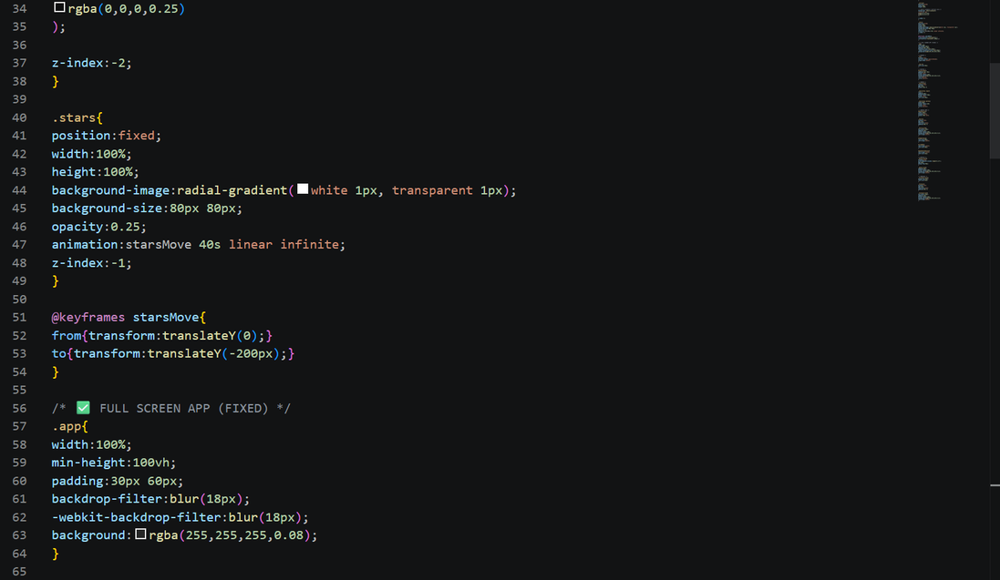 34 rgba(0,0,0,0.25)
35 );
36
37 z-index:-2;
38 }
39
40 .stars{
41 position:fixed;
42 width:100%;
43 height:100%;
44 background-image:radial-gradient(white 1px, transparent 1px);
45 background-size:80px 80px;
46 opacity:0.25;
47 animation:starsMove 40s linear infinite;
48 z-index:-1;
49 }
50
51 @keyframes starsMove{
52 from{transform:translateY(0);}
53 to{transform:translateY(-200px);}
54 }
55
56 /* ✅ FULL SCREEN APP (FIXED) */
57 .app{
58 width:100%;
59 min-height:100vh;
60 padding:30px 60px;
61 backdrop-filter:blur(18px);
62 -webkit-backdrop-filter:blur(18px);
63 background:rgba(255,255,255,0.08);
64 }
65